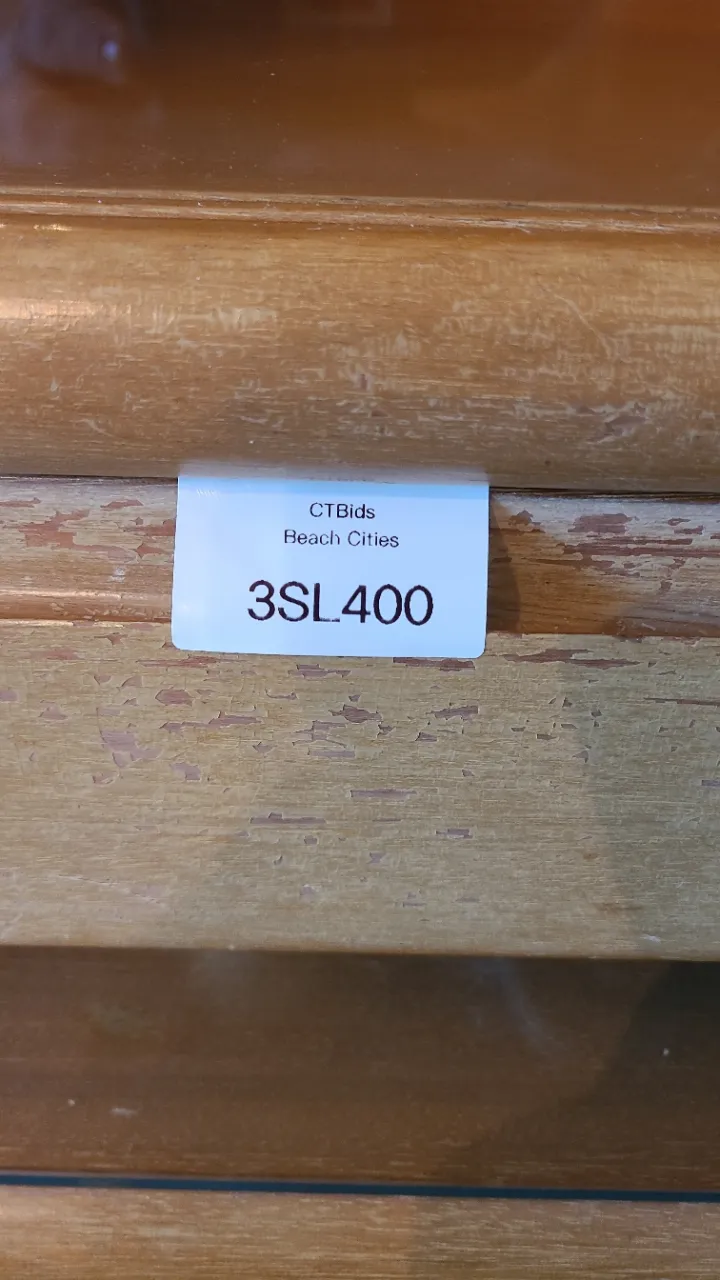 CTBids
Beach Cities
3SL400